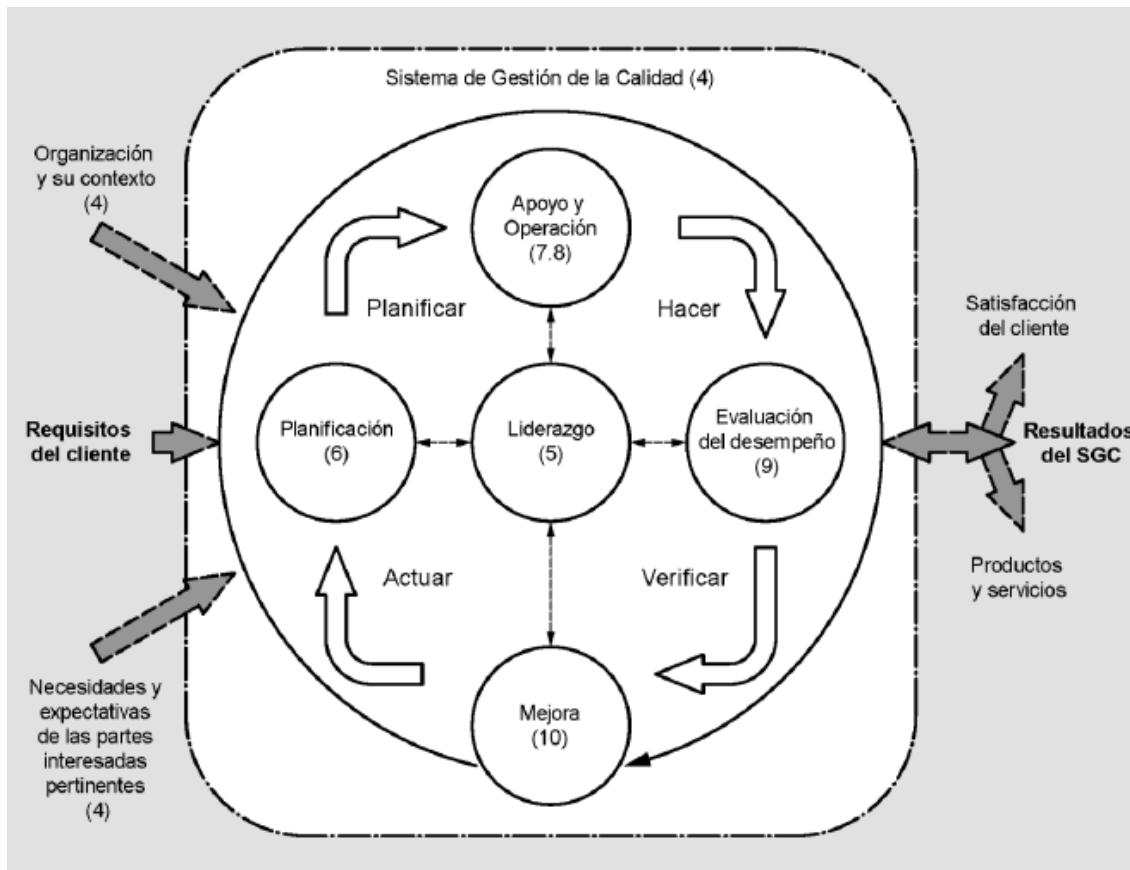 Sistema de Gestión de la Calidad (4)
Organización
y su contexto
(4)
Apoyo y
Operación
(7.8)
Planificar
Hacer
Satisfacción
del cliente
Requisitos
del cliente
Planificación
(6)
Liderazgo
(5)
Evaluación
del desempeño
(9)
Resultados
del SGC
Actuar
Verificar
Productos
y servicios
Necesidades y
expectativas
de las partes
interesadas
pertinentes
(4)
Mejora
(10)